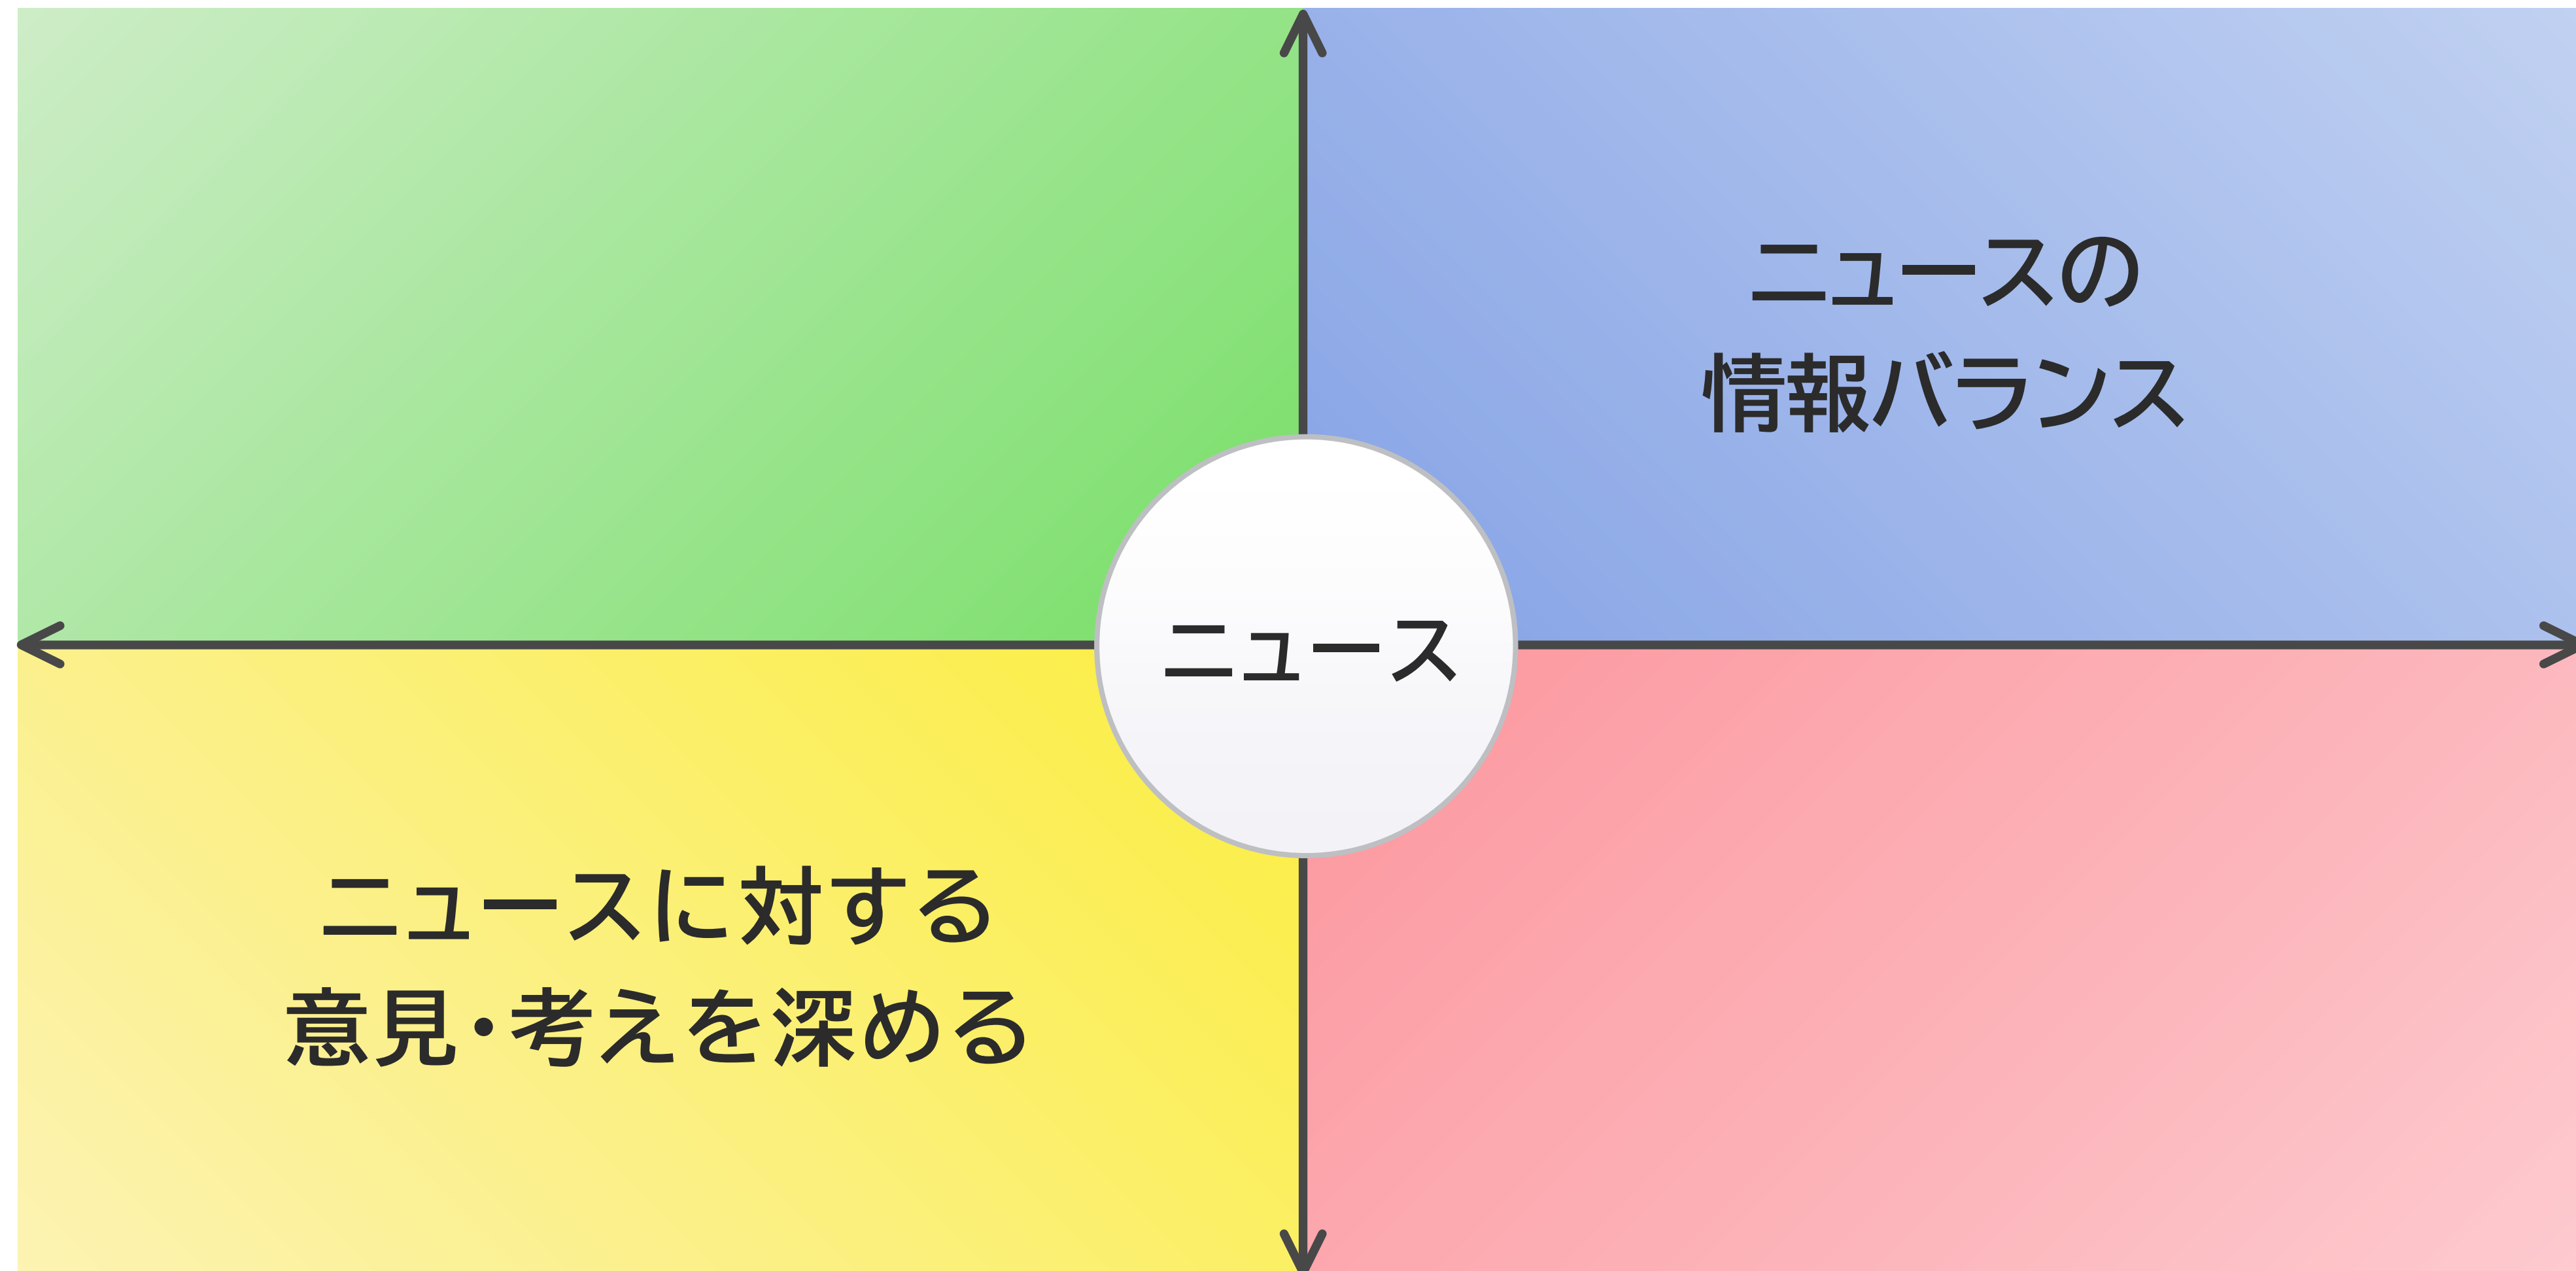 ニュースの
情報バランス
ニュース
ニュースに対する
意見・考えを深める